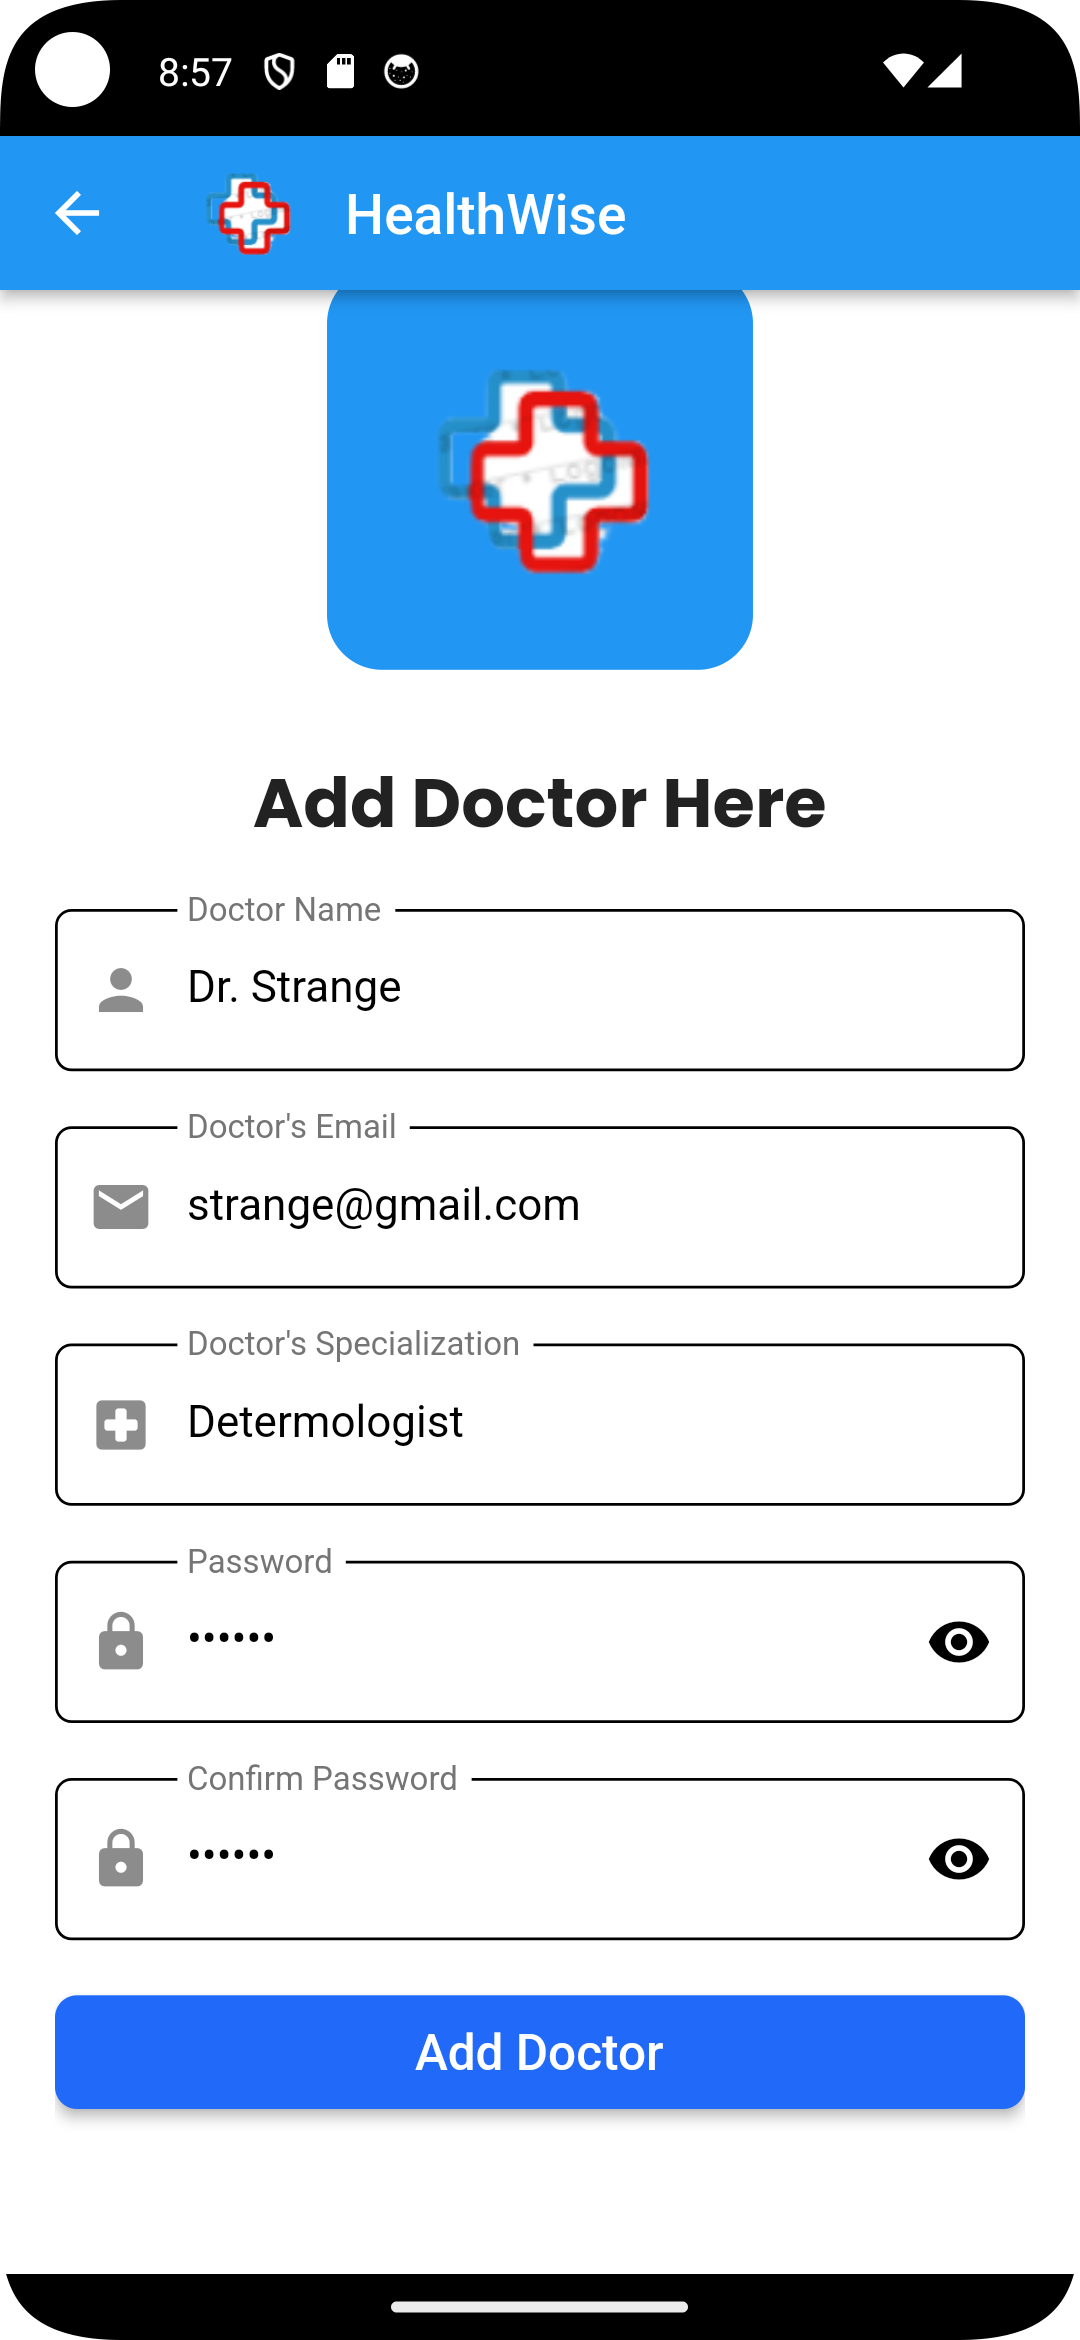 8:57
HealthWise
Add Doctor Here
Doctor Name
Dr. Strange
Doctor's Email
strange@gmail.com
Doctor's Specialization
Determologist
Password
••••••
Confirm Password
••••••
Add Doctor